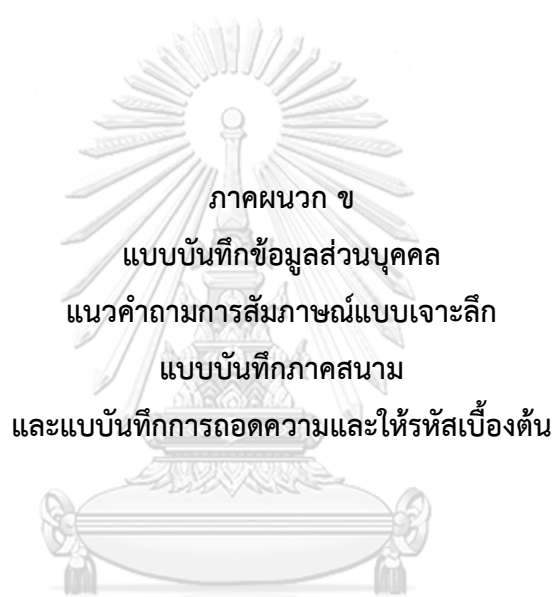 ภาคผนวก ข
แบบบันทึกข้อมูลส่วนบุคคล
แนวคำถามการสัมภาษณ์แบบเจาะลึก
แบบบันทึกภาคสนาม
และแบบันทึกการถอดความและให้รหัสเบื้องต้น